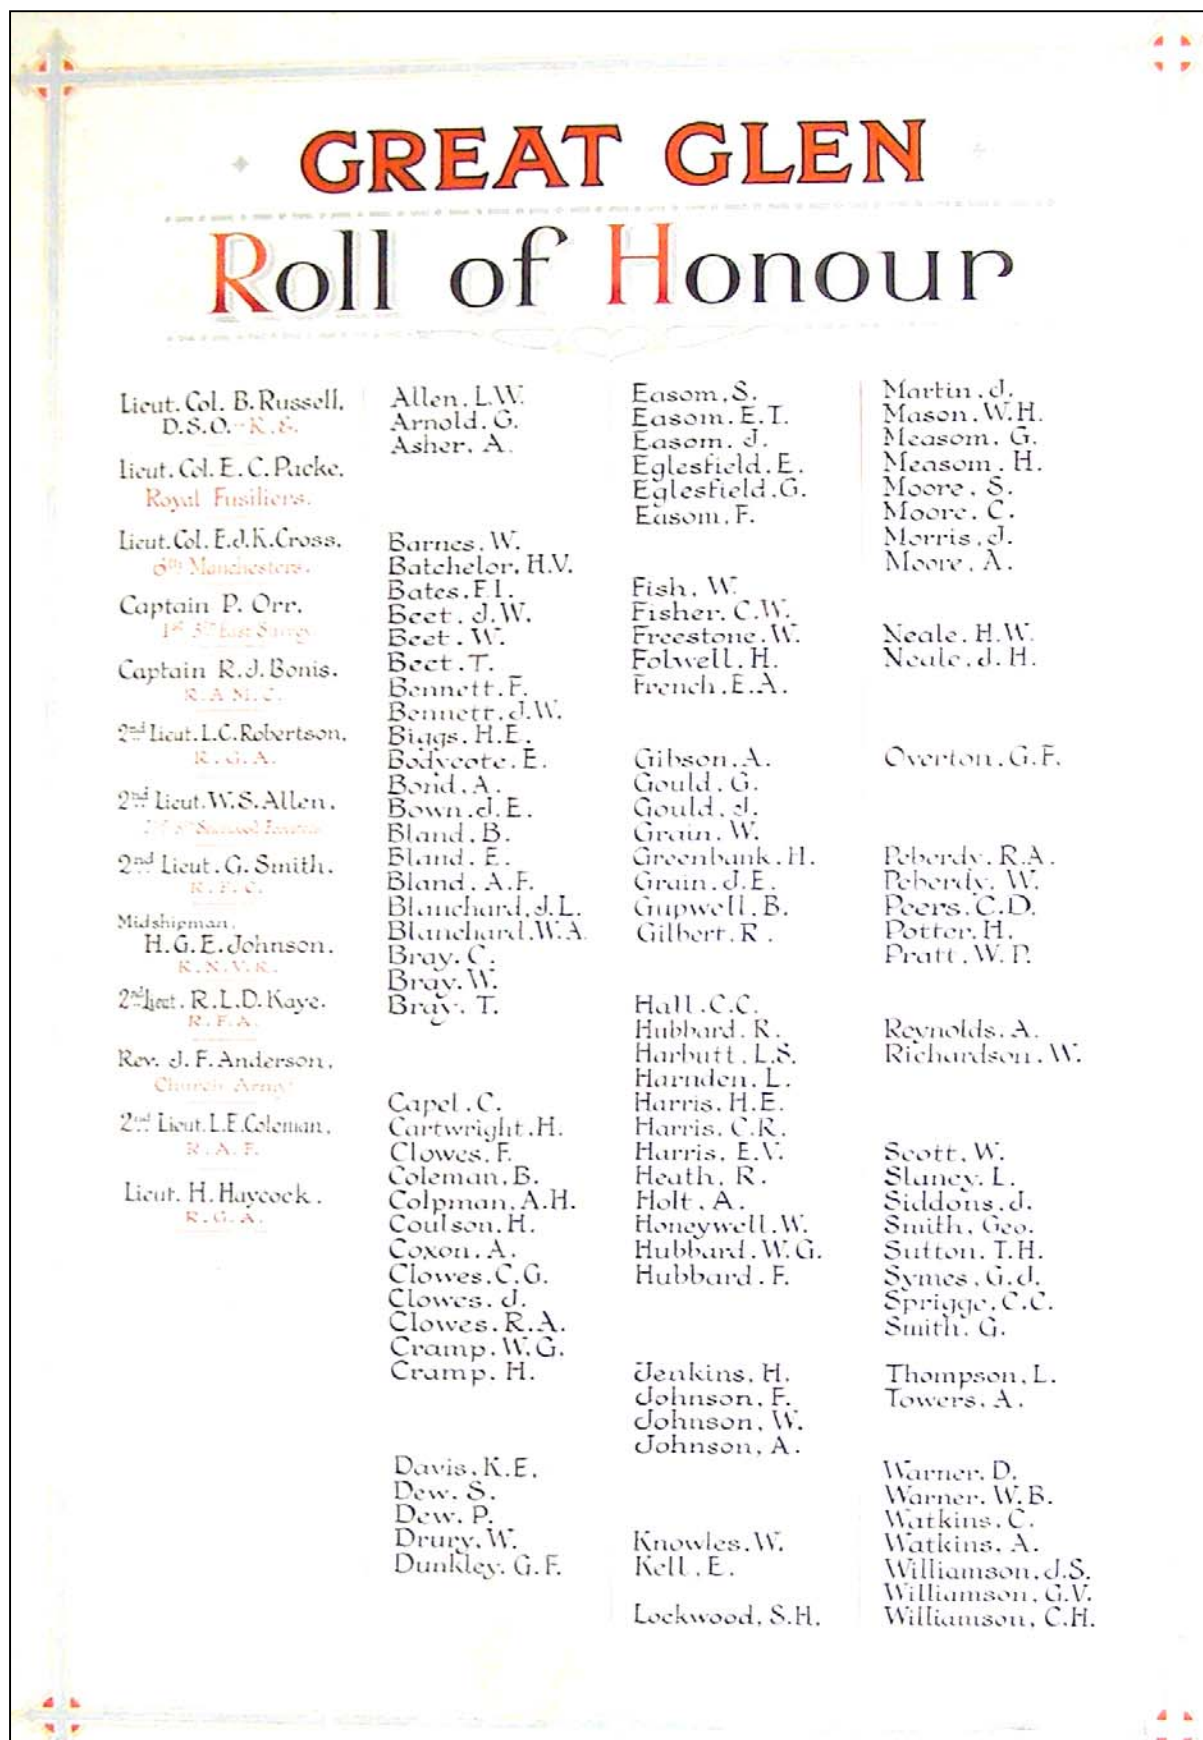 GREAT GLEN
Roll of Honour
Lieut. Col. B. Russell,
D.S.O. - R.E.
Lieut. Col. E. C. Packe.
Royal Fusiliers.
Lieut. Col. E.J.K. Cross,
6th Manchesters.
Captain P. Orr.
East Surrey
Captain R. J. Bonis.
R.A.M.C.
2nd Lieut. L.C. Robertson,
R.G.A.
2nd Lieut. W.S. Allen,
2nd Lieut. G. Smith.
R.F.C.
Midshipman,
H. G. E. Johnson.
R.N.V.R.
2nd Lieut. R.L.D. Kaye.
R.F.A.
Rev. J. F. Anderson,
Church Army
2nd Lieut. L.E. Coleman,
R.A.F.
Lieut. H. Haycock.
R.G.A.
Allen, L.W.
Arnold. G.
Asher. A.
Barnes. W.
Batchelor, H.V.
Bates, F.I.
Beet. J.W.
Beet. W.
Beet. T.
Bennett. F.
Bennett. J.W.
Biggs. H.E.
Bodycote. E.
Bond. A.
Bown. J.E.
Bland. B.
Bland. E.
Bland. A.F.
Blanchard, J.L.
Blanchard. W.A.
Bray. C.
Bray. W.
Bray. T.
Capel. C.
Cartwright. H.
Clowes. F.
Coleman, B.
Colpman, A.H.
Coulson. H.
Coxon. A.
Clowes. C.G.
Clowes. J.
Clowes. R.A.
Cramp. W.G.
Cramp. H.
Davis. K.E.
Dew. S.
Dew. P.
Drury. W.
Dunkley. G.F.
Easom. S.
Easom. E.T.
Easom. J.
Eglesfield. E.
Eglesfield. G.
Easom. F.
Fish. W.
Fisher. C.W.
Freestone. W.
Folwell. H.
French. E.A.
Gibson. A.
Gould. G.
Gould. J.
Grain. W.
Greenbank. H.
Grain. J.E.
Gupwell. B.
Gilbert. R.
Hall. C.C.
Hubbard. R.
Harbutt. L.S.
Harnden. L.
Harris. H.E.
Harris. C.R.
Harris. E.V.
Heath. R.
Holt. A.
Honeywell. W.
Hubbard. W.G.
Hubbard. F.
Jenkins, H.
Johnson. F.
Johnson, W.
Johnson, A.
Knowles. W.
Kell. E.
Lockwood, S.H.
Martin. J.
Mason. W.H.
Measom. G.
Measom. H.
Moore. S.
Moore. C.
Morris. J.
Moore. A.
Neale. H.W.
Neale. J.H.
Overton. G.F.
Peberdy. R.A.
Peberdy. W.
Peers. C.D.
Potter. H.
Pratt. W.P.
Reynolds. A.
Richardson. W.
Scott. W.
Slaney. L.
Siddons. J.
Smith, Geo.
Sutton. T.H.
Symes. G.J.
Sprigge. C.C.
Smith. G.
Thompson, L.
Towers. A.
Warner. D.
Warner. W.B.
Watkins. C.
Watkins. A.
Williamson. J.S.
Williamson. G.V.
Williamson. C.H.